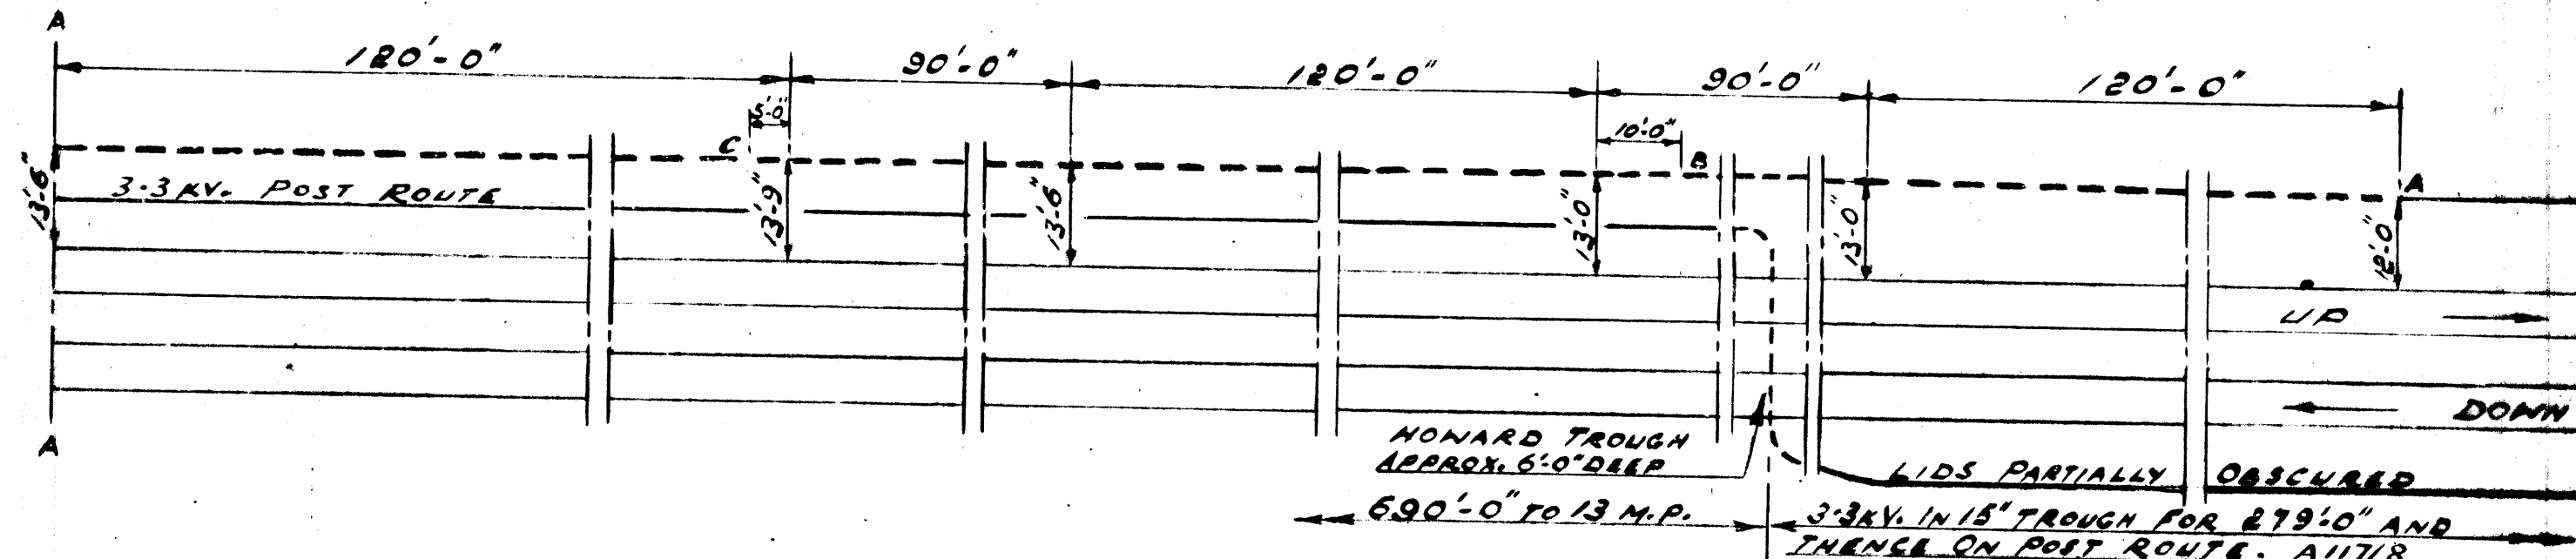 A
120'-0" 90'-0" 120'-0" 90'-0" 120'-0"
5'-0" 10'-0"
C B A
3·3 KV. POST ROUTE
13'-6" 13'-9" 13'-6" 13'-0" 13'-0" 12'-0"
UP
DOWN
A
HOWARD TROUGH
APPROX. 6'-0" DEEP
LIDS PARTIALLY OBSCURED
690'-0" TO 13 M.P.
3·3KV. IN 15" TROUGH FOR 279'-0" AND
THENCE ON POST ROUTE. A11718